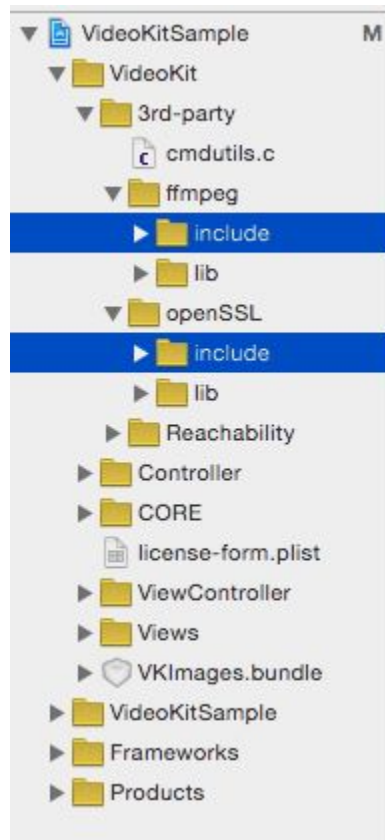 VideoKitSample M
VideoKit
3rd-party
c cmdutils.c
ffmpeg
include
lib
openSSL
include
lib
Reachability
Controller
CORE
license-form.plist
ViewController
Views
VKImages.bundle
VideoKitSample
Frameworks
Products